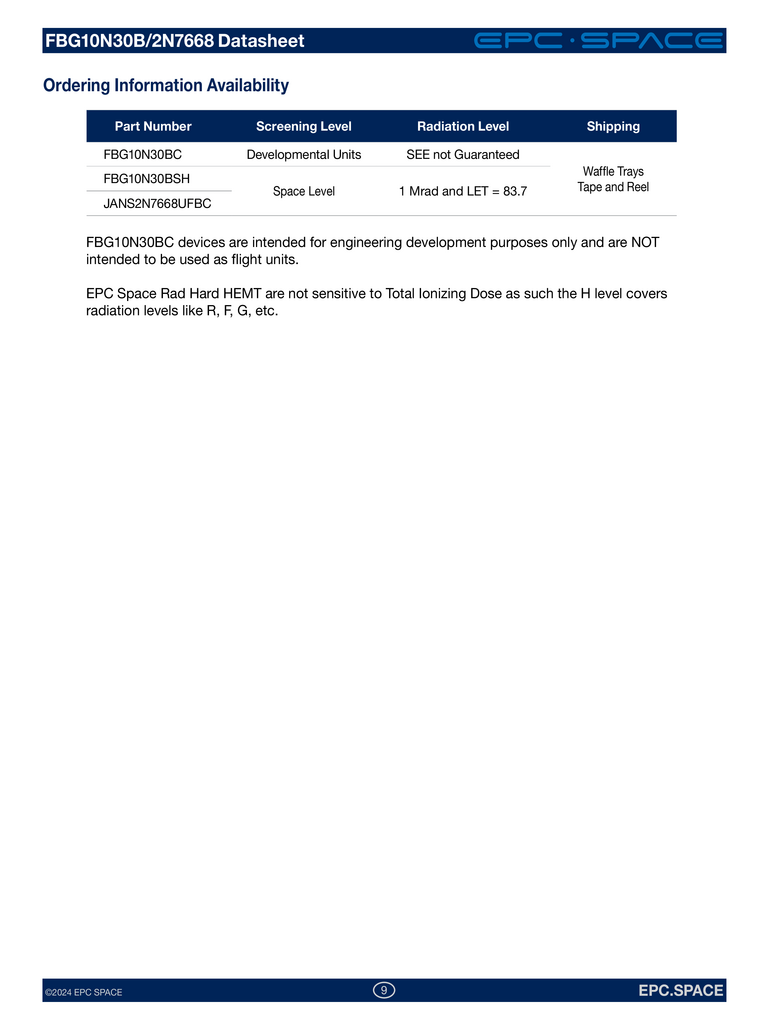 FBG10N30B/2N7668 Datasheet
EPC·SPACE
Ordering Information Availability
Part Number Screening Level Radiation Level Shipping
FBG10N30BC Developmental Units SEE not Guaranteed
FBG10N30BSH
Space Level 1 Mrad and LET = 83.7
JANS2N7668UFBC
Waffle Trays
Tape and Reel
FBG10N30BC devices are intended for engineering development purposes only and are NOT
intended to be used as flight units.
EPC Space Rad Hard HEMT are not sensitive to Total Ionizing Dose as such the H level covers
radiation levels like R, F, G, etc.
©2024 EPC SPACE
9
EPC.SPACE